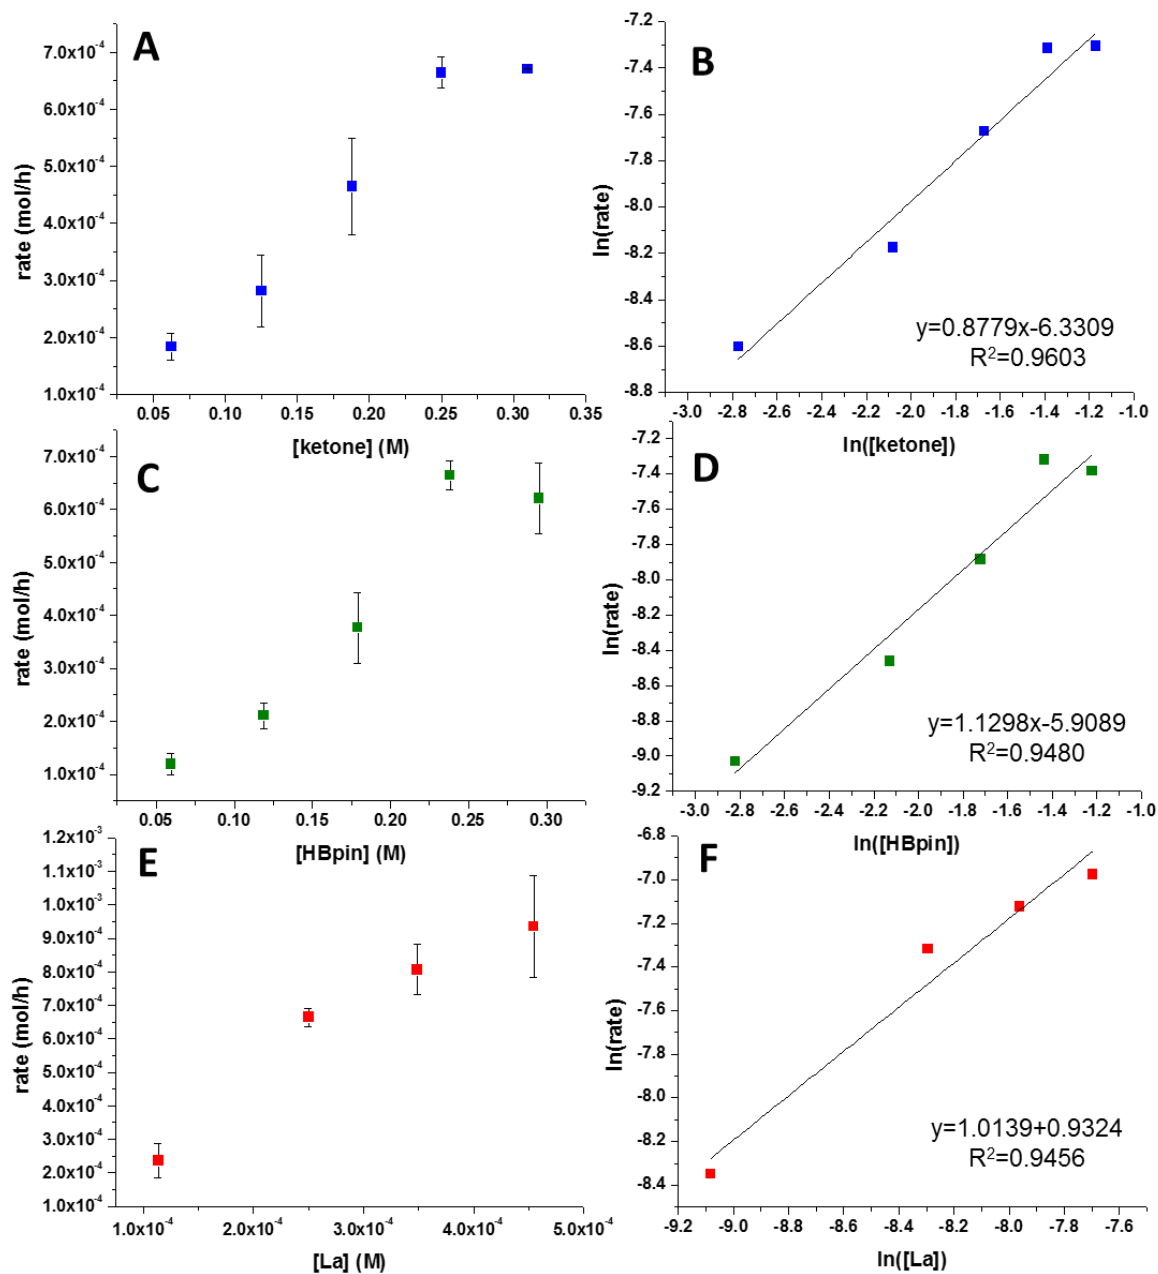 A
7.0x10-4
6.0x10-4
5.0x10-4
4.0x10-4
3.0x10-4
2.0x10-4
1.0x10-4
rate (mol/h)
0.05 0.10 0.15 0.20 0.25 0.30 0.35
[ketone] (M)
B
-7.2
-7.4
-7.6
-7.8
-8.0
-8.2
-8.4
-8.6
-8.8
ln(rate)
y=0.8779x-6.3309
R2=0.9603
-3.0 -2.8 -2.6 -2.4 -2.2 -2.0 -1.8 -1.6 -1.4 -1.2 -1.0
ln([ketone])
C
7.0x10-4
6.0x10-4
5.0x10-4
4.0x10-4
3.0x10-4
2.0x10-4
1.0x10-4
rate (mol/h)
0.05 0.10 0.15 0.20 0.25 0.30
[HBpin] (M)
D
-7.2
-7.4
-7.6
-7.8
-8.0
-8.2
-8.4
-8.6
-8.8
-9.0
-9.2
ln(rate)
y=1.1298x-5.9089
R2=0.9480
-3.0 -2.8 -2.6 -2.4 -2.2 -2.0 -1.8 -1.6 -1.4 -1.2 -1.0
ln([HBpin])
E
1.2x10-3
1.1x10-3
1.0x10-3
9.0x10-4
8.0x10-4
7.0x10-4
6.0x10-4
5.0x10-4
4.0x10-4
3.0x10-4
2.0x10-4
1.0x10-4
rate (mol/h)
1.0x10-4 2.0x10-4 3.0x10-4 4.0x10-4 5.0x10-4
[La] (M)
F
-6.8
-7.0
-7.2
-7.4
-7.6
-7.8
-8.0
-8.2
-8.4
ln(rate)
y=1.0139+0.9324
R2=0.9456
-9.2 -9.0 -8.8 -8.6 -8.4 -8.2 -8.0 -7.8 -7.6
ln([La])